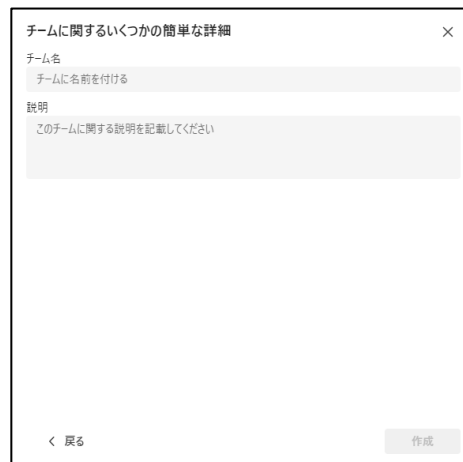 チームに関するいくつかの簡単な詳細
チーム名
チームに名前を付ける
説明
このチームに関する説明を記載してください
戻る
作成